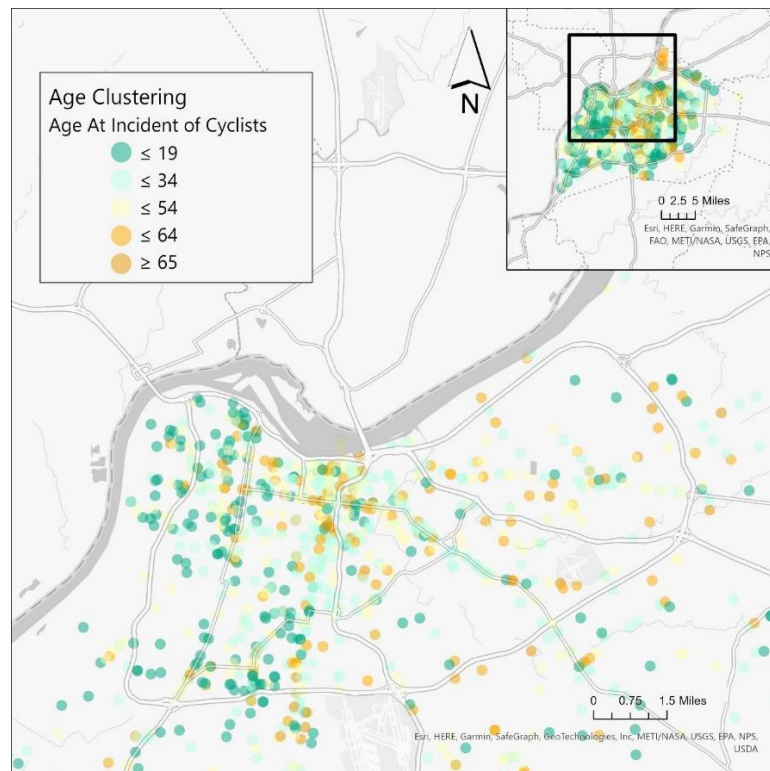 Age Clustering
Age At Incident of Cyclists
≤ 19
≤ 34
≤ 54
≤ 64
≥ 65
N
0 2.5 5 Miles
Esri, HERE, Garmin, SafeGraph,
FAO, METI/NASA, USGS, EPA,
NPS
0 0.75 1.5 Miles
Esri, HERE, Garmin, SafeGraph, GeoTechnologies, Inc, METI/NASA, USGS, EPA, NPS,
USDA